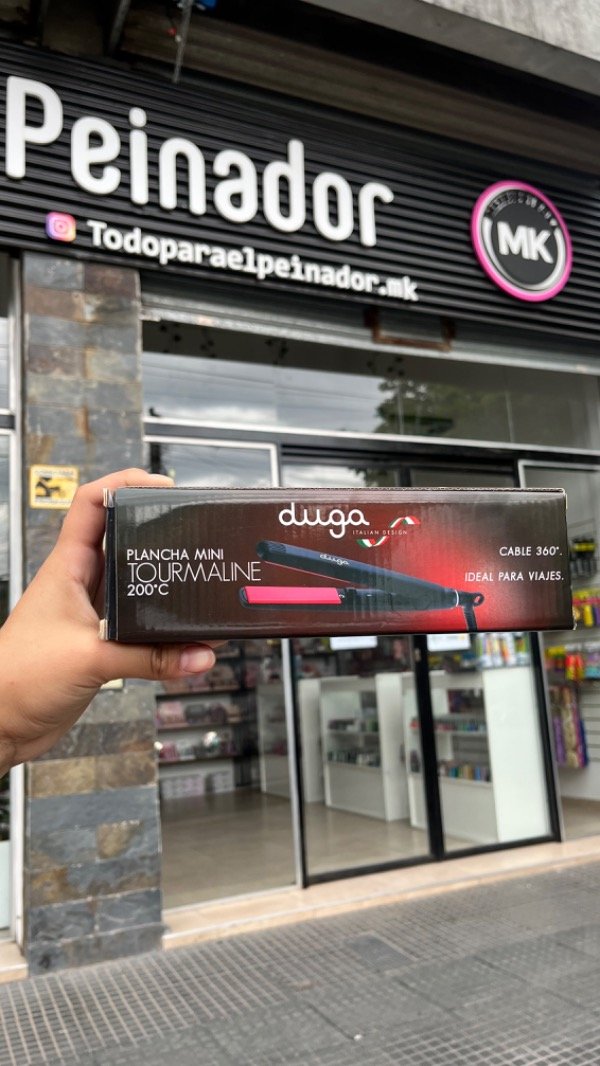 Peinador
Todoparaelpeinador.mk
MK
duga
ITALIAN DESIGN
PLANCHA MINI
TOURMALINE
200°C
duga
CABLE 360°.
IDEAL PARA VIAJES.